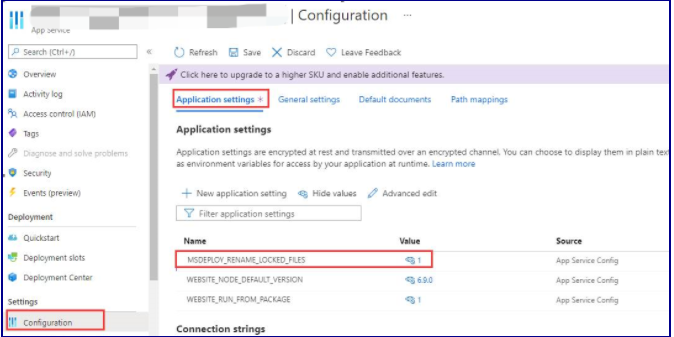 | Configuration ...
App service
Search (Ctrl+/)
«
Refresh Save Discard Leave Feedback
Overview
Activity log
Access control (IAM)
Tags
Diagnose and solve problems
Security
Events (preview)
Deployment
Quickstart
Deployment slots
Deployment Center
Settings
Configuration
Click here to upgrade to a higher SKU and enable additional features.
Application settings * General settings Default documents Path mappings
Application settings
Application settings are encrypted at rest and transmitted over an encrypted channel. You can choose to display them in plain text
as environment variables for access by your application at runtime. Learn more
+ New application setting Hide values Advanced edit
Filter application settings
Name Value Source
MSDEPLOY_RENAME_LOCKED_FILES 1 App Service Config
WEBSITE_NODE_DEFAULT_VERSION 6.9.0 App Service Config
WEBSITE_RUN_FROM_PACKAGE 1 App Service Config
Connection strings